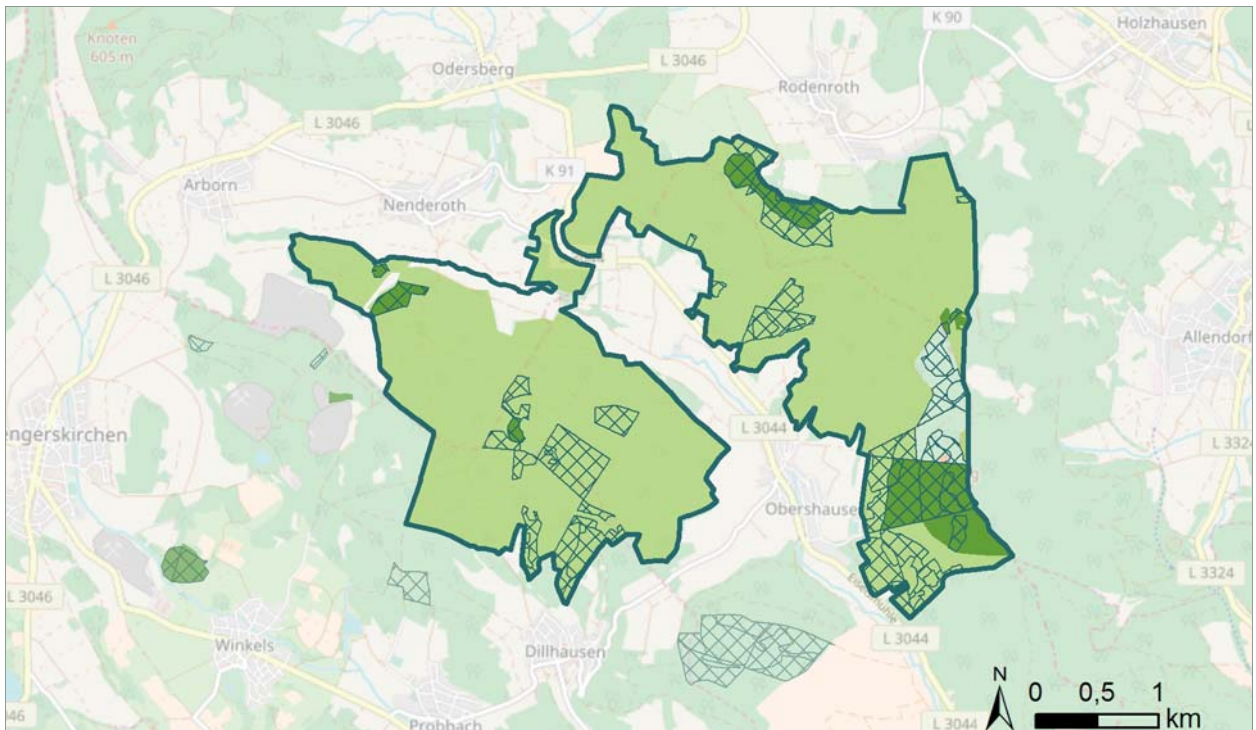 Knoten
605 m
K 90
Holzhausen
L 3046
Odersberg
Rodenroth
L 3046
K 91
Arborn
Nenderoth
L 3046
Allendorf
engerskirchen
L 3044
L 3324
Obershause
L 3324
L 3046
L 3044
Winkels
Dillhausen
Probbach
L 3044
46
N
0 0,5 1
km